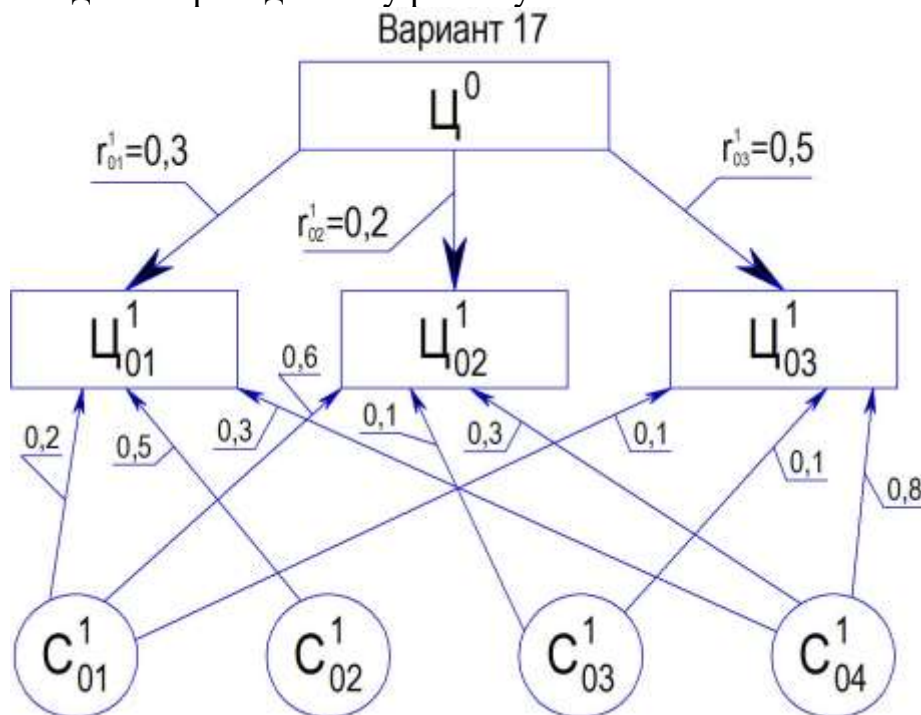 Вариант 17
Ц⁰
r¹₀₁=0,3
r¹₀₂=0,2
r¹₀₃=0,5
Ц¹₀₁
Ц¹₀₂
Ц¹₀₃
0,2
0,5
0,3
0,6
0,1
0,3
0,1
0,1
0,8
С¹₀₁
С¹₀₂
С¹₀₃
С¹₀₄